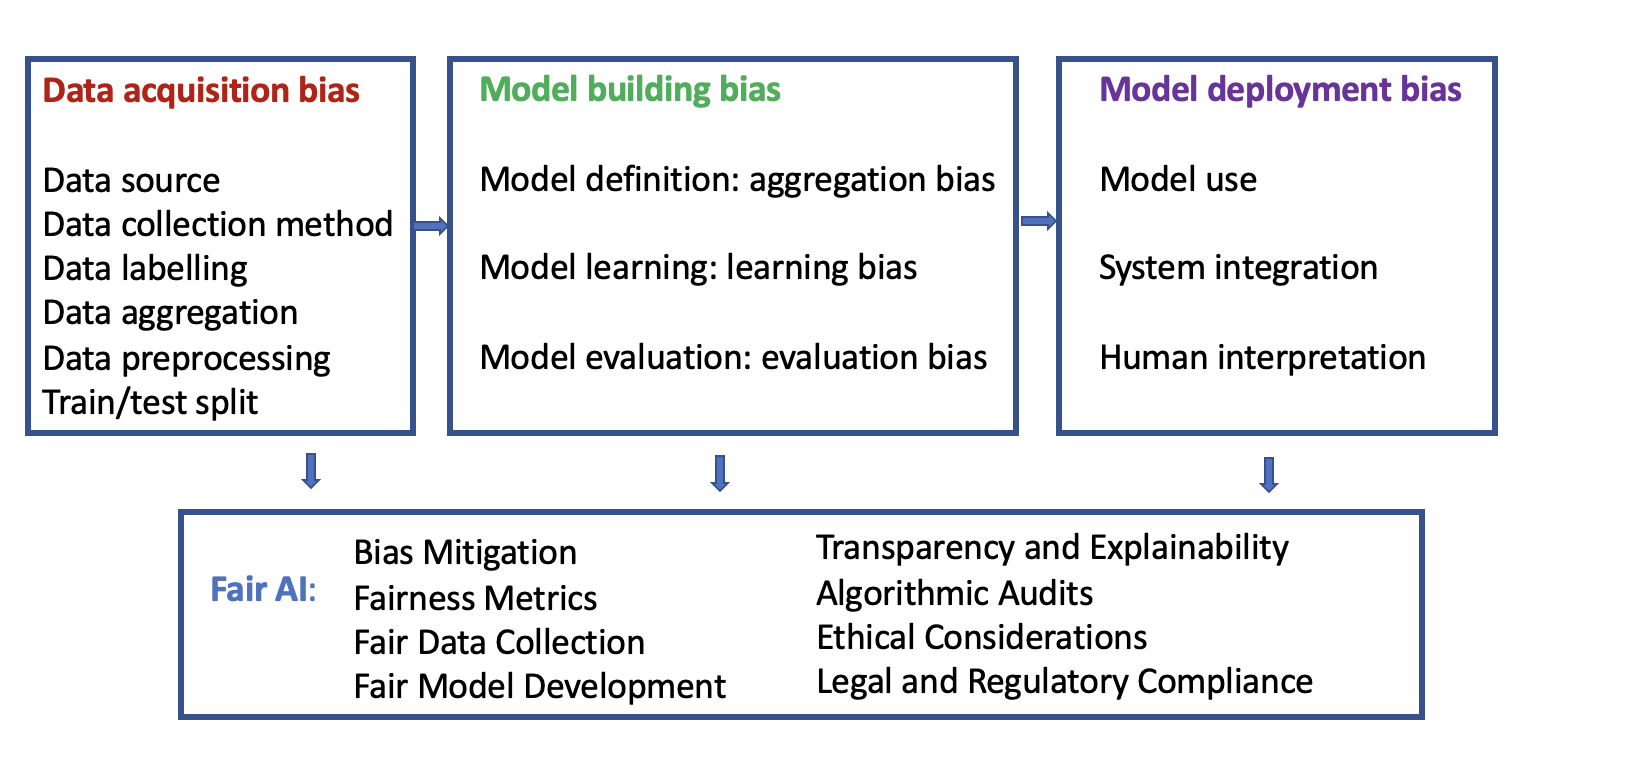 Data acquisition bias
Data source
Data collection method
Data labelling
Data aggregation
Data preprocessing
Train/test split
Model building bias
Model definition: aggregation bias
Model learning: learning bias
Model evaluation: evaluation bias
Model deployment bias
Model use
System integration
Human interpretation
Fair AI:
Bias Mitigation
Fairness Metrics
Fair Data Collection
Fair Model Development
Transparency and Explainability
Algorithmic Audits
Ethical Considerations
Legal and Regulatory Compliance